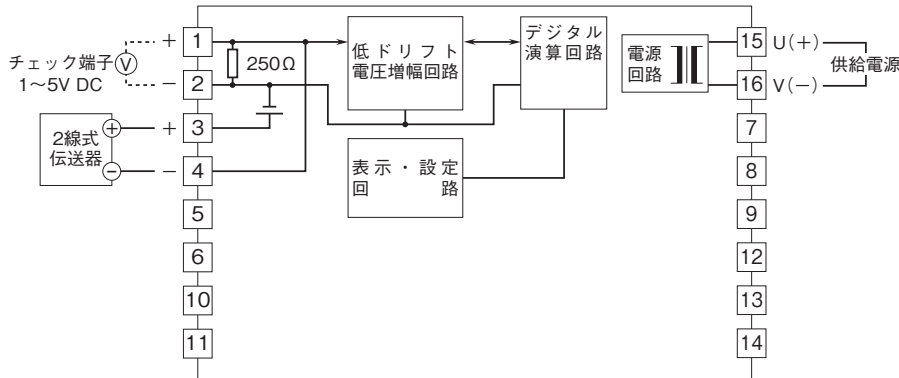 チェック端子
1～5V DC
V
+
−
1
2
250Ω
低ドリフト
電圧増幅回路
デジタル
演算回路
電源
回路
15
U(+)
16
V(−)
供給電源
2線式
伝送器
+
−
+
−
3
4
表示・設定
回路
5
6
10
11
7
8
9
12
13
14